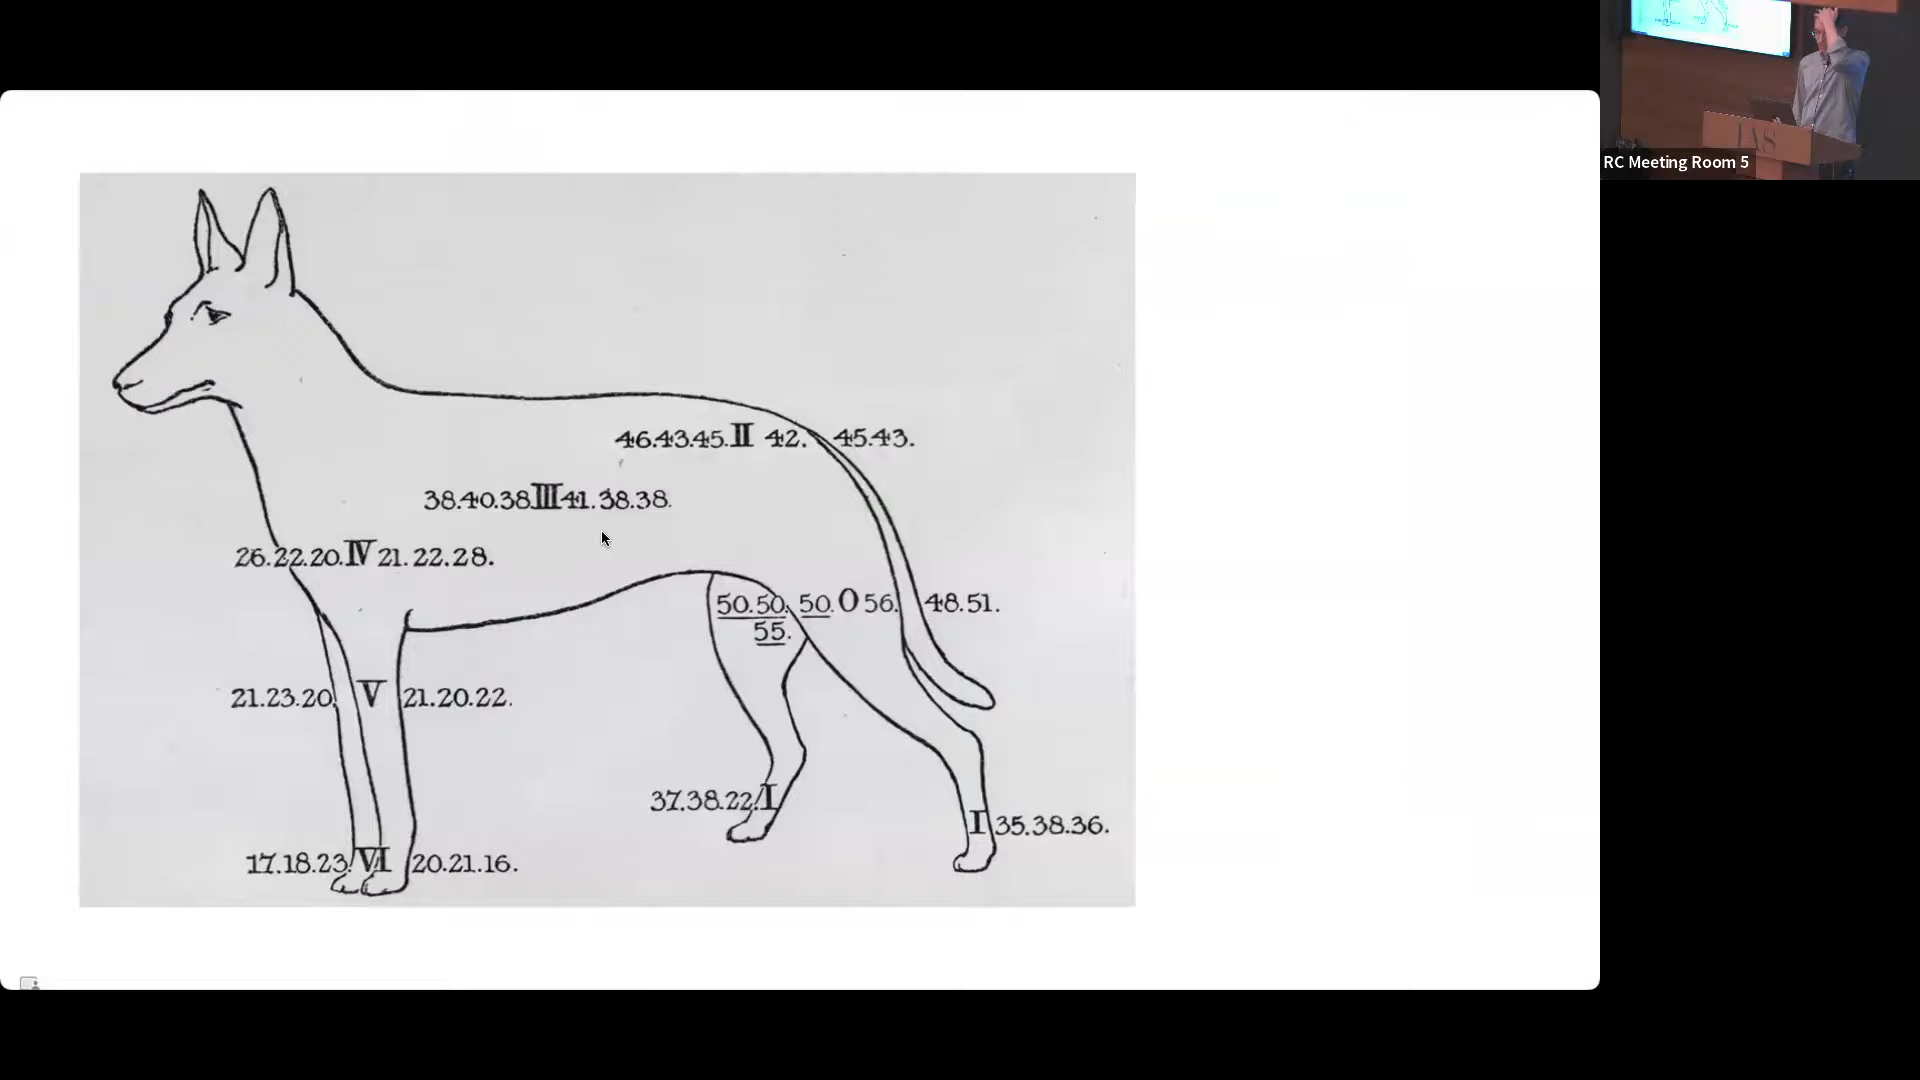 IAS
RC Meeting Room 5
46.43.45. II 42. 45.43.
38.40.38. III 41. 38.38.
26.22.20. IV 21. 22.28.
50.50. 50. O 56. 48.51.
55.
21.23.20. V 21.20.22.
37.38.22. I
I 35.38.36.
17.18.23. VI 20.21.16.